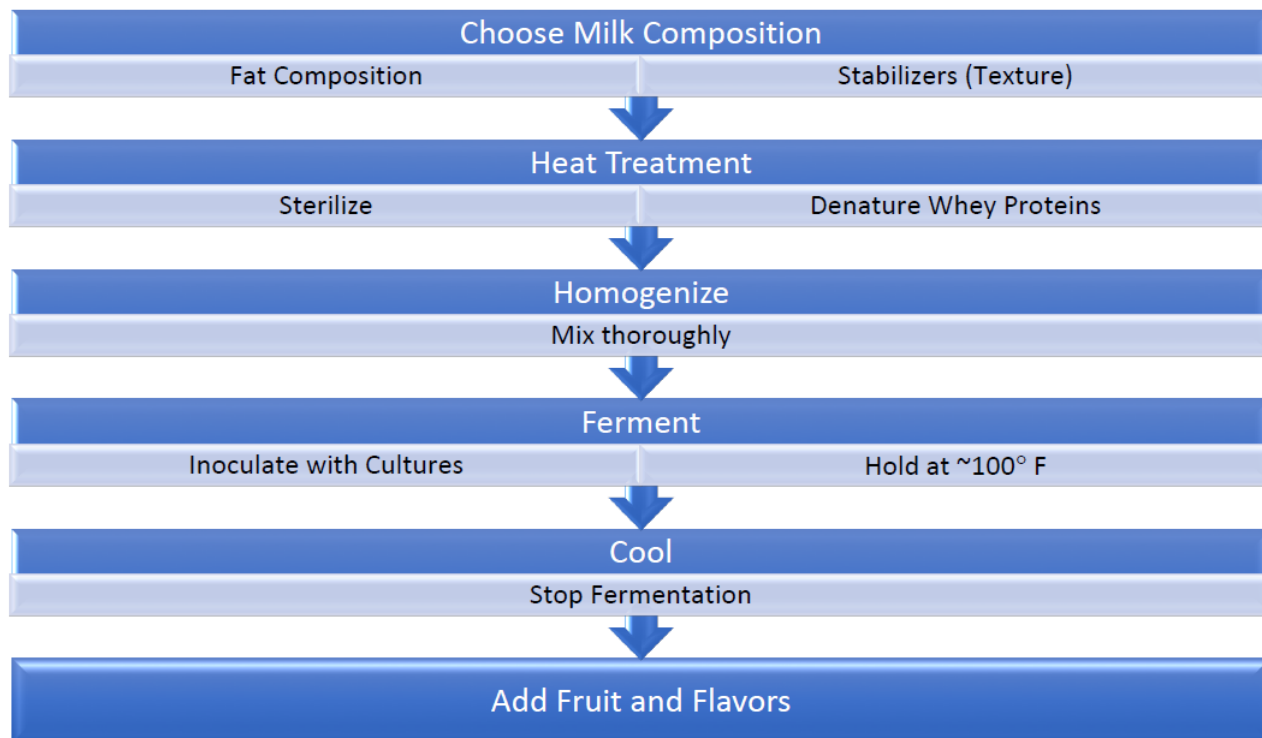 Choose Milk Composition
Fat Composition
Stabilizers (Texture)
Heat Treatment
Sterilize
Denature Whey Proteins
Homogenize
Mix thoroughly
Ferment
Inoculate with Cultures
Hold at ~100° F
Cool
Stop Fermentation
Add Fruit and Flavors